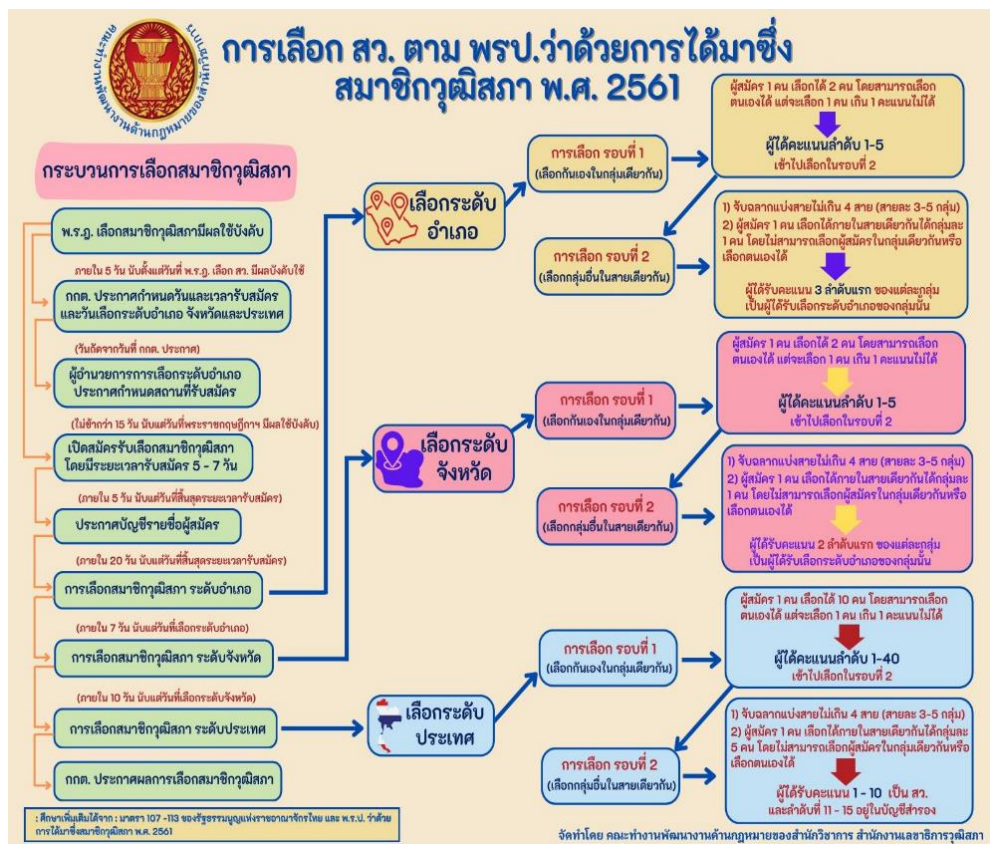 คณะทำงานพัฒนางานด้านกฎหมายของสำนักวิชาการ
การเลือก สว. ตาม พรป.ว่าด้วยการได้มาซึ่ง
สมาชิกวุฒิสภา พ.ศ. 2561
กระบวนการเลือกสมาชิกวุฒิสภา
พ.ร.ฎ. เลือกสมาชิกวุฒิสภามีผลใช้บังคับ
ภายใน 5 วัน นับตั้งแต่วันที่ พ.ร.ฎ. เลือก สว. มีผลบังคับใช้
กกต. ประกาศกำหนดวันและเวลารับสมัคร
และวันเลือกระดับอำเภอ จังหวัดและประเทศ
(วันถัดจากวันที่ กกต. ประกาศ)
ผู้อำนวยการการเลือกระดับอำเภอ
ประกาศกำหนดสถานที่รับสมัคร
(ไม่ช้ากว่า 15 วัน นับแต่วันที่พระราชกฤษฎีกาฯ มีผลใช้บังคับ)
เปิดสมัครรับเลือกสมาชิกวุฒิสภา
โดยมีระยะเวลารับสมัคร 5 - 7 วัน
(ภายใน 5 วัน นับแต่วันที่สิ้นสุดระยะเวลารับสมัคร)
ประกาศบัญชีรายชื่อผู้สมัคร
(ภายใน 20 วัน นับแต่วันที่สิ้นสุดระยะเวลารับสมัคร)
การเลือกสมาชิกวุฒิสภา ระดับอำเภอ
(ภายใน 7 วัน นับแต่วันที่เลือกระดับอำเภอ)
การเลือกสมาชิกวุฒิสภา ระดับจังหวัด
(ภายใน 10 วัน นับแต่วันที่เลือกระดับจังหวัด)
การเลือกสมาชิกวุฒิสภา ระดับประเทศ
กกต. ประกาศผลการเลือกสมาชิกวุฒิสภา
เลือกระดับ
อำเภอ
การเลือก รอบที่ 1
(เลือกกันเองในกลุ่มเดียวกัน)
ผู้สมัคร 1 คน เลือกได้ 2 คน โดยสามารถเลือก
ตนเองได้ แต่จะเลือก 1 คน เกิน 1 คะแนนไม่ได้
ผู้ได้คะแนนลำดับ 1-5
เข้าไปเลือกในรอบที่ 2
การเลือก รอบที่ 2
(เลือกกลุ่มอื่นในสายเดียวกัน)
1) จับฉลากแบ่งสายไม่เกิน 4 สาย (สายละ 3-5 กลุ่ม)
2) ผู้สมัคร 1 คน เลือกได้ภายในสายเดียวกันได้กลุ่มละ
1 คน โดยไม่สามารถเลือกผู้สมัครในกลุ่มเดียวกันหรือ
เลือกตนเองได้
ผู้ได้รับคะแนน 3 ลำดับแรก ของแต่ละกลุ่ม
เป็นผู้ได้รับเลือกระดับอำเภอของกลุ่มนั้น
เลือกระดับ
จังหวัด
การเลือก รอบที่ 1
(เลือกกันเองในกลุ่มเดียวกัน)
ผู้สมัคร 1 คน เลือกได้ 2 คน โดยสามารถเลือก
ตนเองได้ แต่จะเลือก 1 คน เกิน 1 คะแนนไม่ได้
ผู้ได้คะแนนลำดับ 1-5
เข้าไปเลือกในรอบที่ 2
การเลือก รอบที่ 2
(เลือกกลุ่มอื่นในสายเดียวกัน)
1) จับฉลากแบ่งสายไม่เกิน 4 สาย (สายละ 3-5 กลุ่ม)
2) ผู้สมัคร 1 คน เลือกได้ภายในสายเดียวกันได้กลุ่มละ
1 คน โดยไม่สามารถเลือกผู้สมัครในกลุ่มเดียวกันหรือ
เลือกตนเองได้
ผู้ได้รับคะแนน 2 ลำดับแรก ของแต่ละกลุ่ม
เป็นผู้ได้รับเลือกระดับอำเภอของกลุ่มนั้น
เลือกระดับ
ประเทศ
การเลือก รอบที่ 1
(เลือกกันเองในกลุ่มเดียวกัน)
ผู้สมัคร 1 คน เลือกได้ 10 คน โดยสามารถเลือก
ตนเองได้ แต่จะเลือก 1 คน เกิน 1 คะแนนไม่ได้
ผู้ได้คะแนนลำดับ 1-40
เข้าไปเลือกในรอบที่ 2
การเลือก รอบที่ 2
(เลือกกลุ่มอื่นในสายเดียวกัน)
1) จับฉลากแบ่งสายไม่เกิน 4 สาย (สายละ 3-5 กลุ่ม)
2) ผู้สมัคร 1 คน เลือกได้ภายในสายเดียวกันได้กลุ่มละ
5 คน โดยไม่สามารถเลือกผู้สมัครในกลุ่มเดียวกันหรือ
เลือกตนเองได้
ผู้ได้รับคะแนน 1 - 10 เป็น สว.
และลำดับที่ 11 - 15 อยู่ในบัญชีสำรอง
: ศึกษาเพิ่มเติมได้จาก : มาตรา 107 -113 ของรัฐธรรมนูญแห่งราชอาณาจักรไทย และ พ.ร.ป. ว่าด้วย
การได้มาซึ่งสมาชิกวุฒิสภา พ.ศ. 2561
จัดทำโดย คณะทำงานพัฒนางานด้านกฎหมายของสำนักวิชาการ สำนักงานเลขาธิการวุฒิสภา